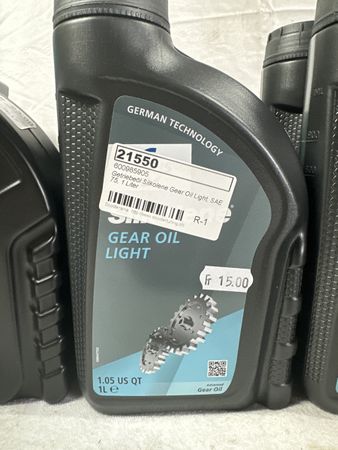 GERMAN TECHNOLOGY
21550
600985905
Getriebeöl Silkolene Gear Oil Light, SAE
75, 1 Liter
R-1
GEAR OIL
LIGHT
Fr 15.00
1.05 US QT
1L e
Advanced
Gear Oil